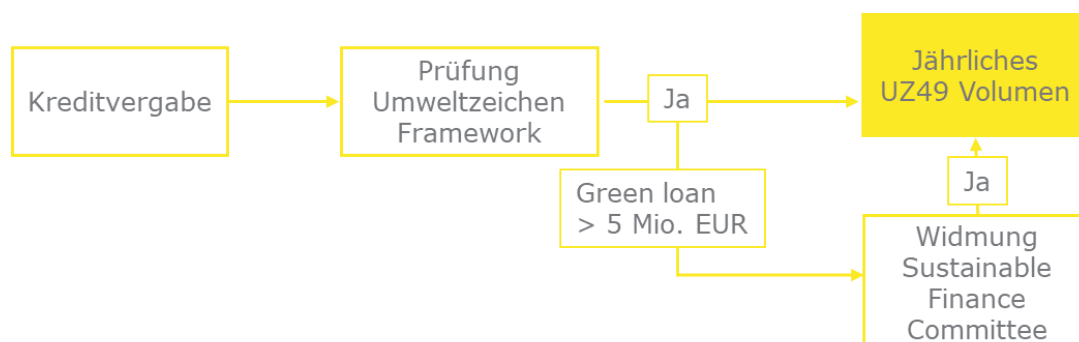 Kreditvergabe
Prüfung
Umweltzeichen
Framework
Ja
Jährliches
UZ49 Volumen
Green loan
> 5 Mio. EUR
Ja
Widmung
Sustainable
Finance
Committee